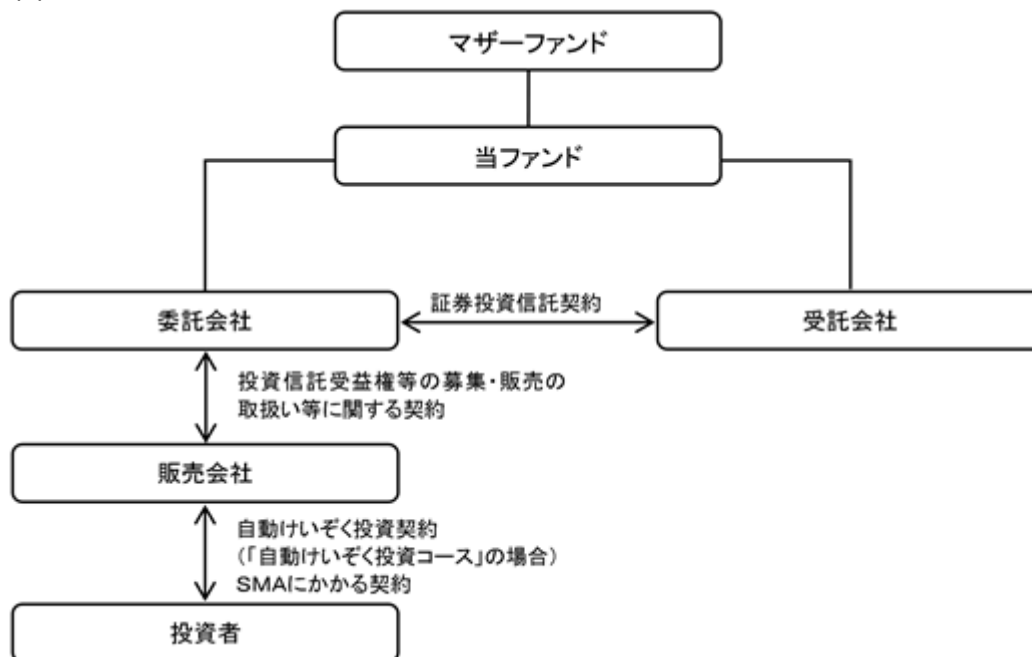 マザーファンド
当ファンド
委託会社
証券投資信託契約
受託会社
投資信託受益権等の募集・販売の
取扱い等に関する契約
販売会社
自動けいぞく投資契約
(「自動けいぞく投資コース」の場合)
SMAにかかる契約
投資者